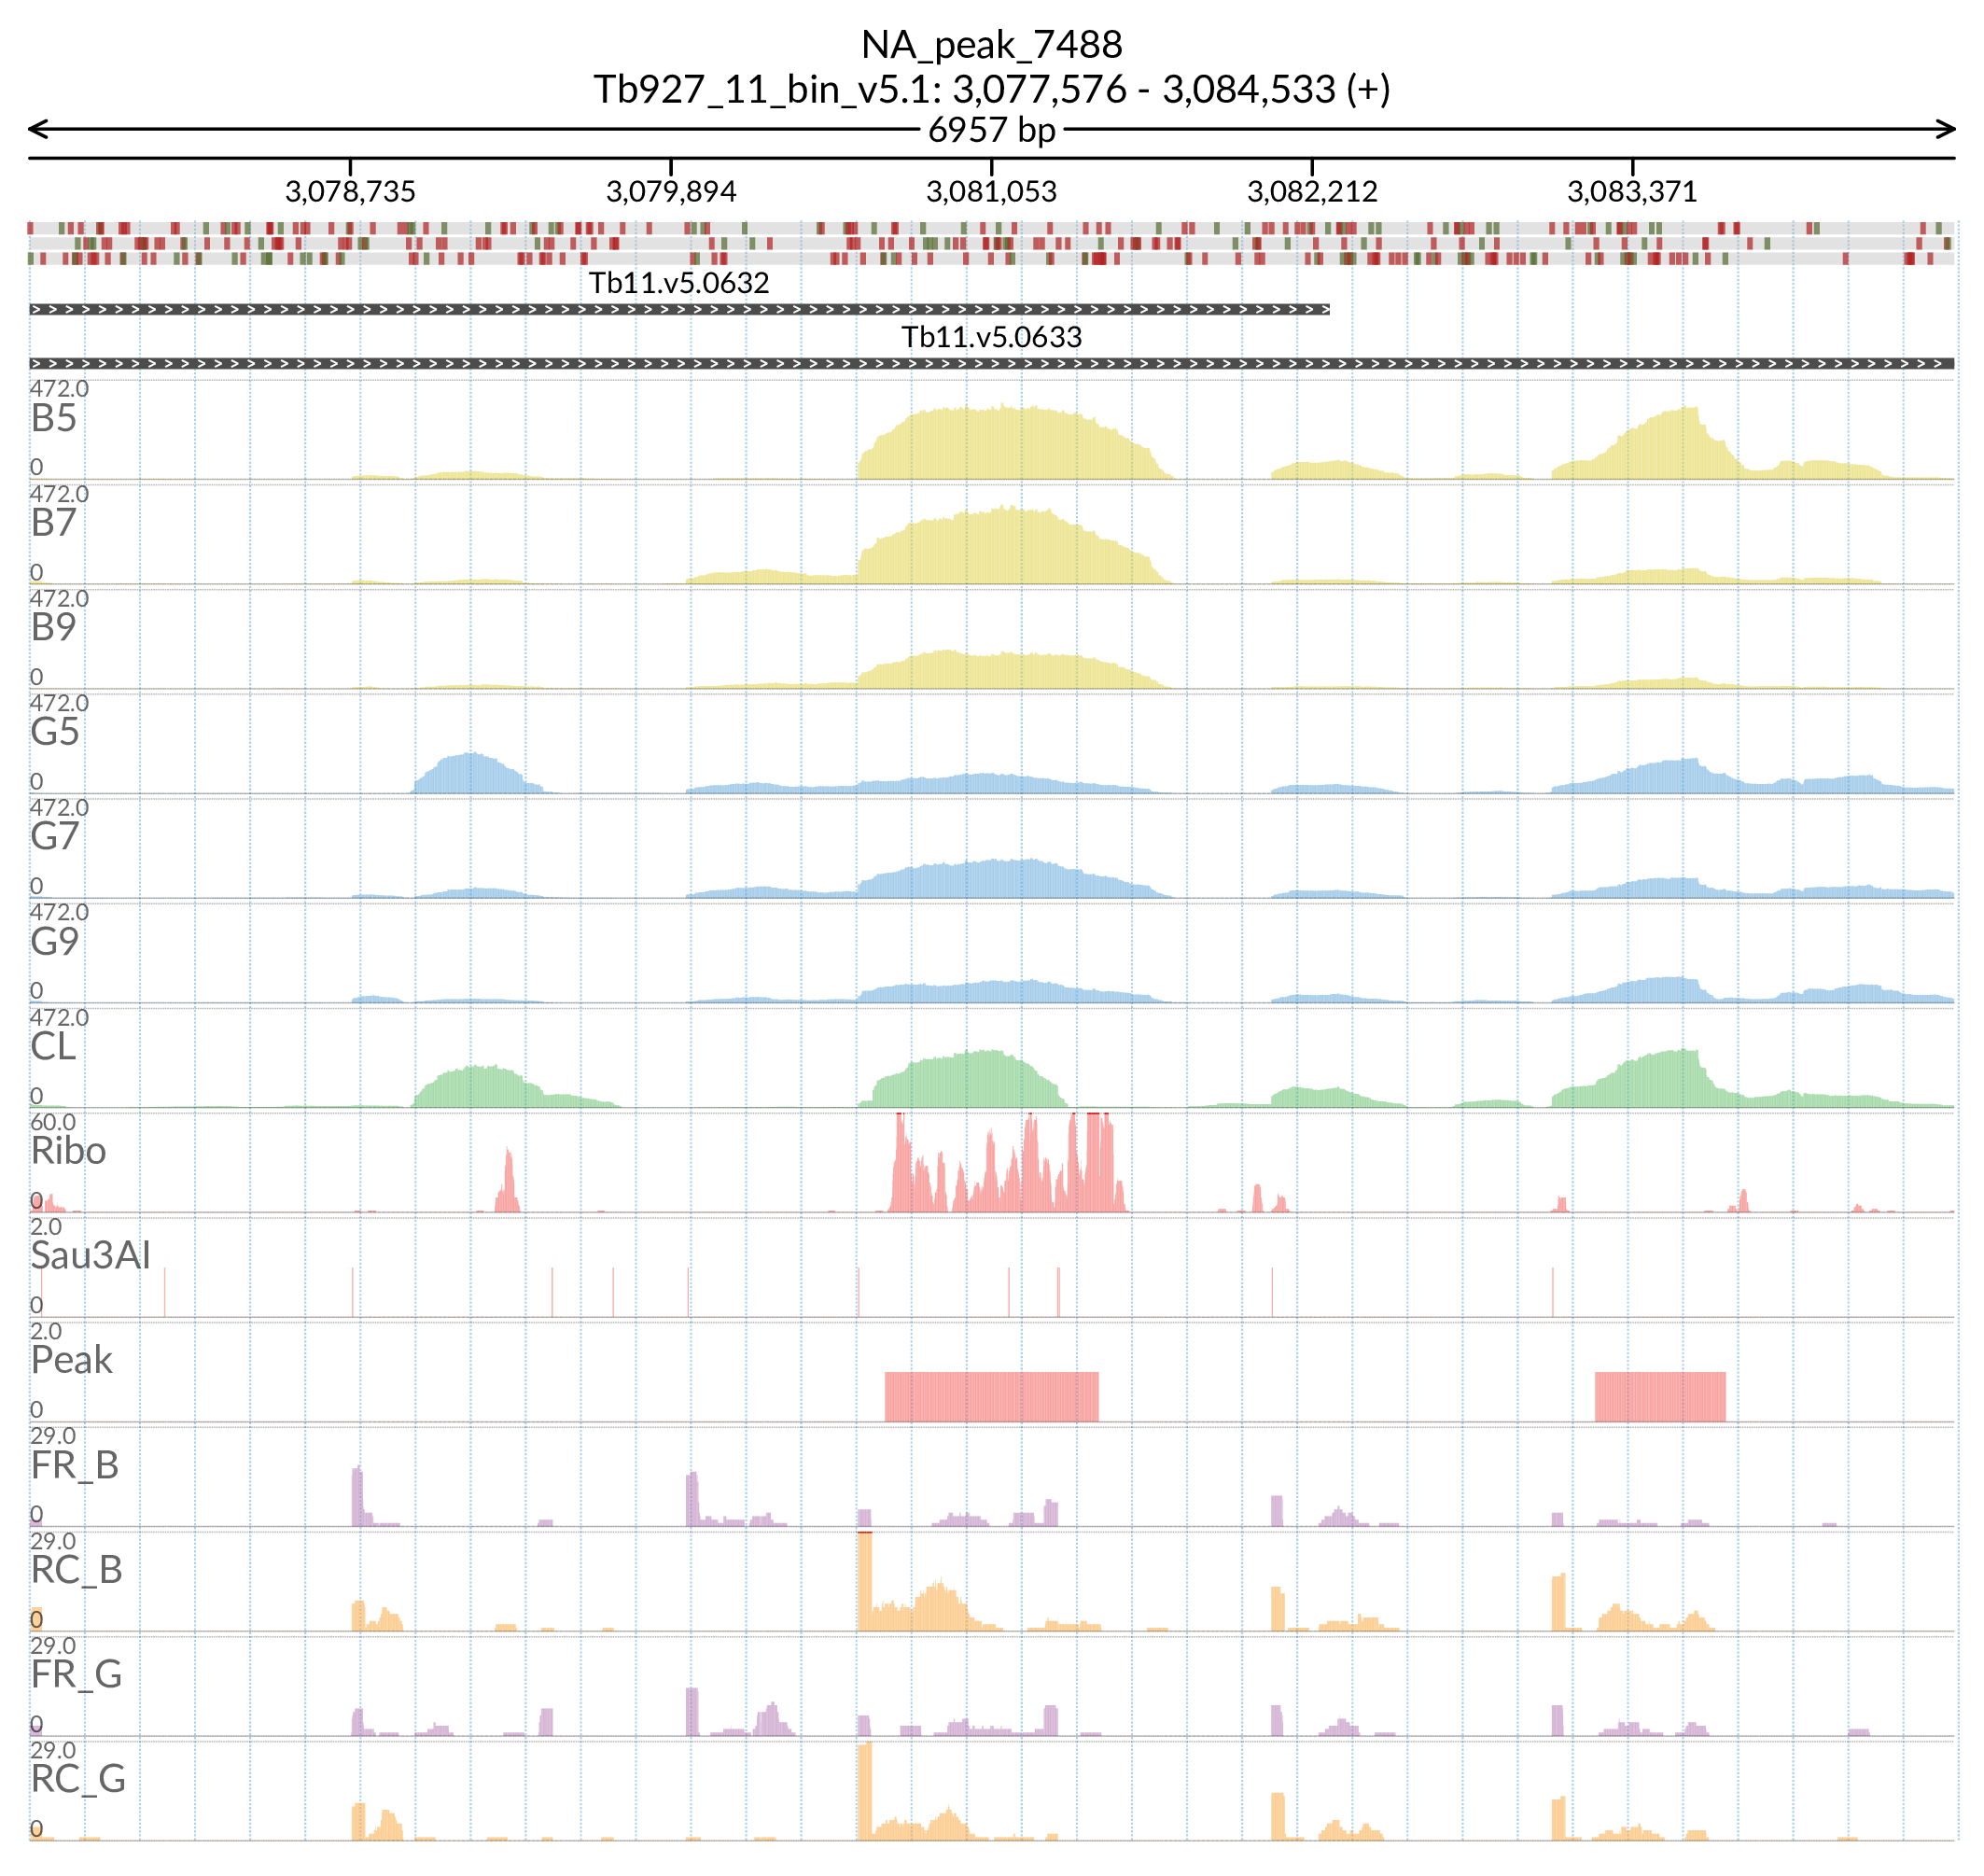 NA_peak_7488
Tb927_11_bin_v5.1: 3,077,576 - 3,084,533 (+)
6957 bp
3,078,735 3,079,894 3,081,053 3,082,212 3,083,371
Tb11.v5.0632
Tb11.v5.0633
472.0
B5
0
472.0
B7
0
472.0
B9
0
472.0
G5
0
472.0
G7
0
472.0
G9
0
472.0
CL
0
60.0
Ribo
0
2.0
Sau3AI
0
2.0
Peak
0
29.0
FR_B
0
29.0
RC_B
0
29.0
FR_G
0
29.0
RC_G
0